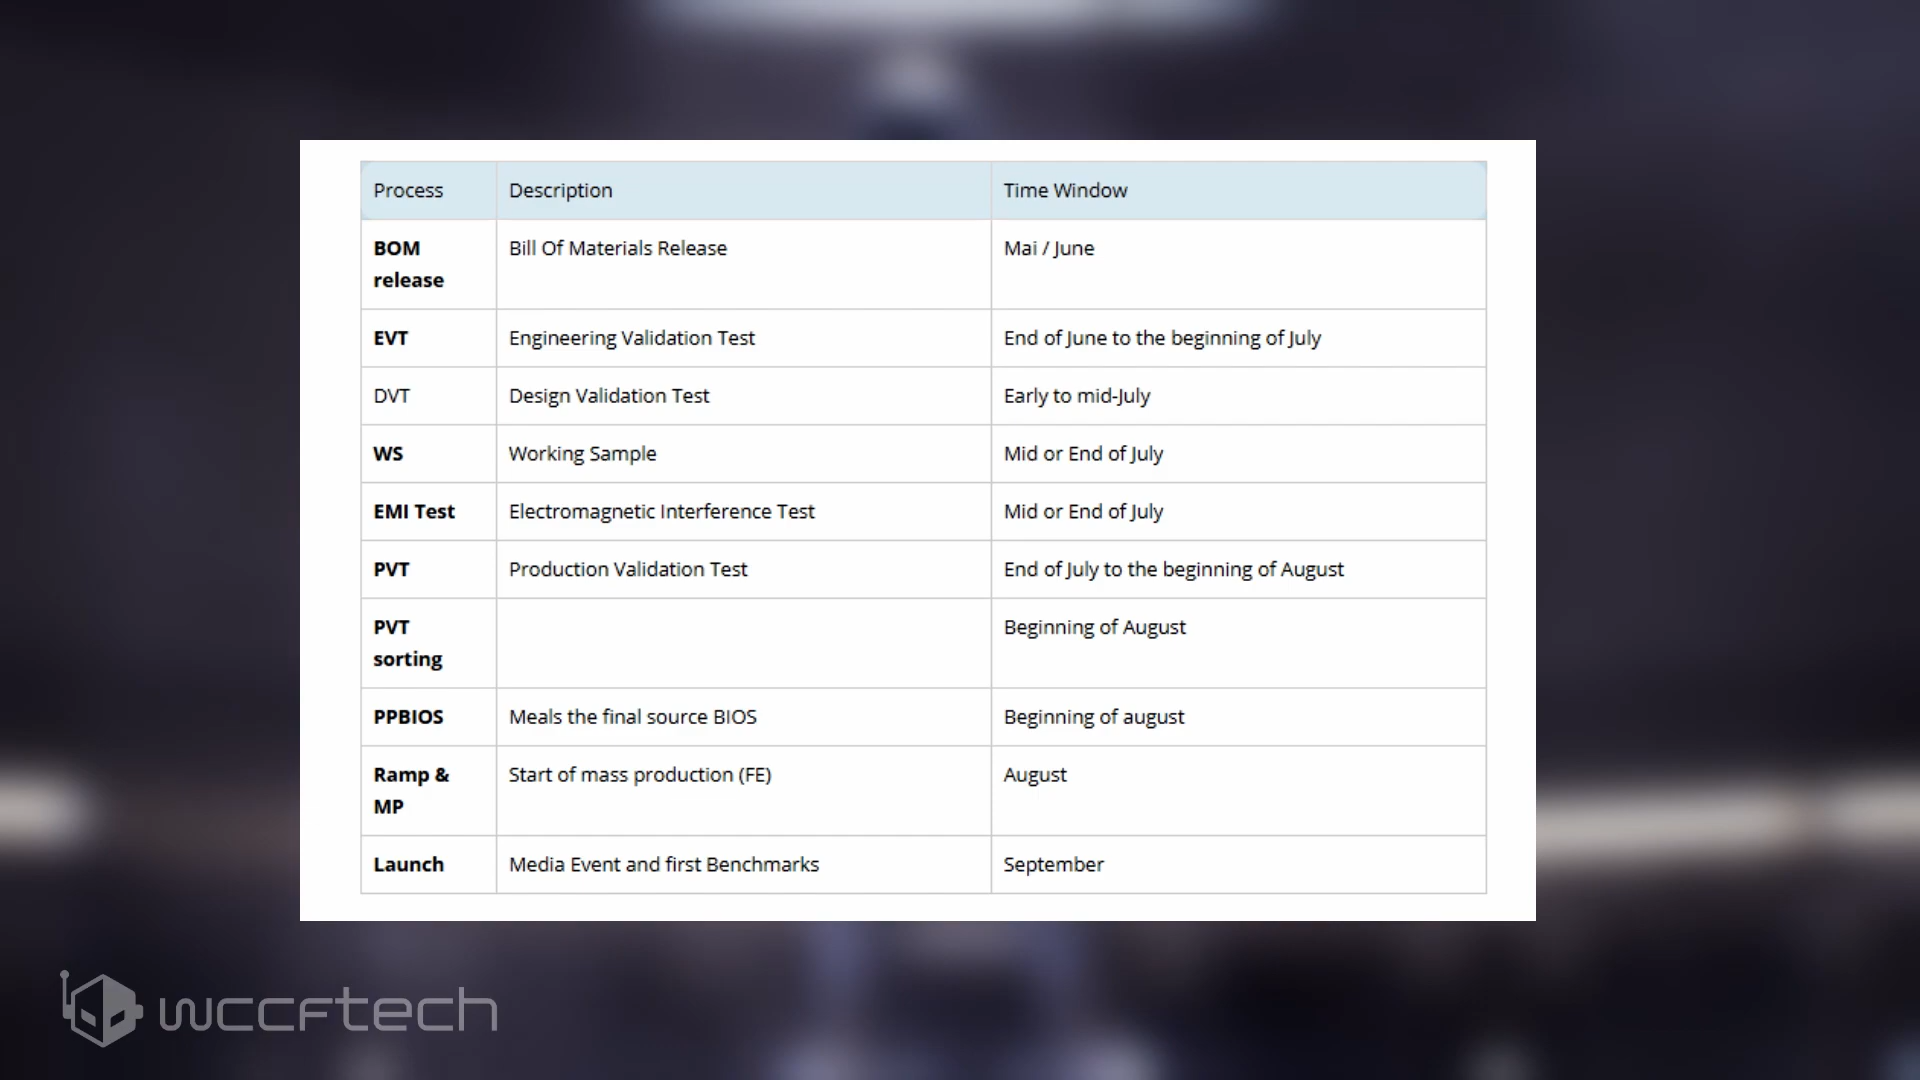 Process Description Time Window
BOM release Bill Of Materials Release Mai / June
EVT Engineering Validation Test End of June to the beginning of July
DVT Design Validation Test Early to mid-July
WS Working Sample Mid or End of July
EMI Test Electromagnetic Interference Test Mid or End of July
PVT Production Validation Test End of July to the beginning of August
PVT sorting Beginning of August
PPBIOS Meals the final source BIOS Beginning of august
Ramp & MP Start of mass production (FE) August
Launch Media Event and first Benchmarks September
wccftech